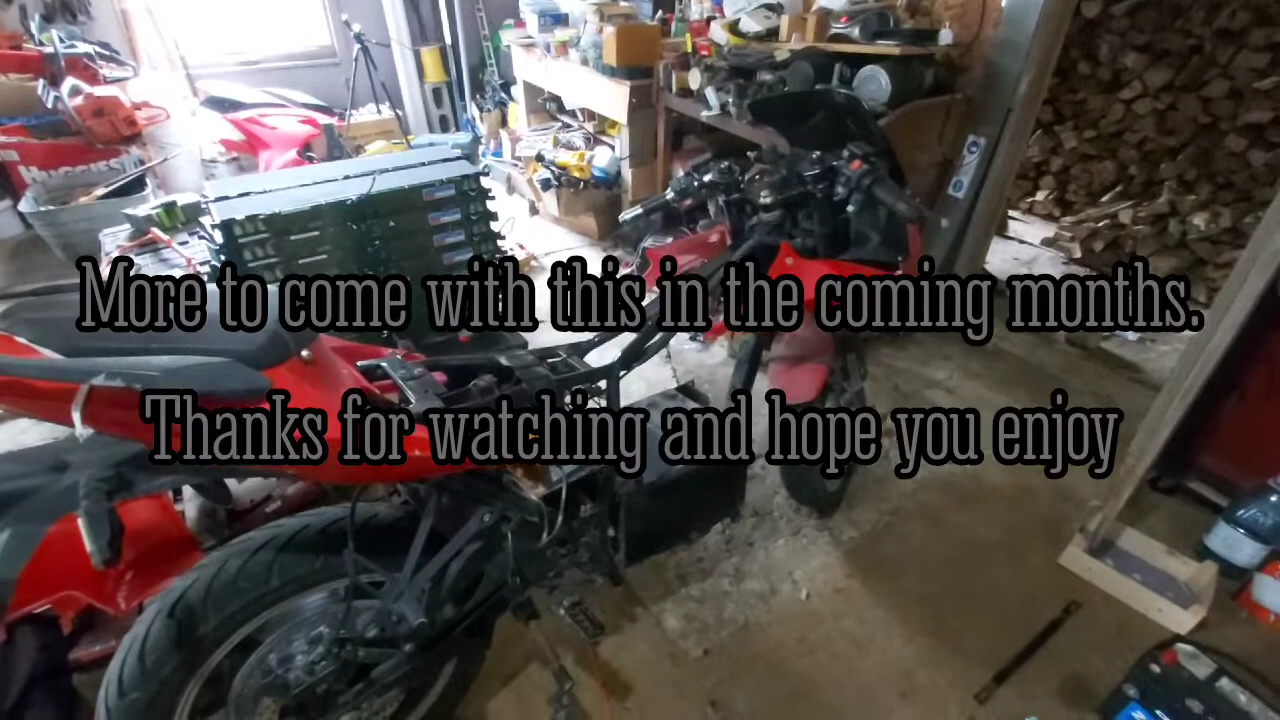 More to come with this in the coming months.
Thanks for watching and hope you enjoy